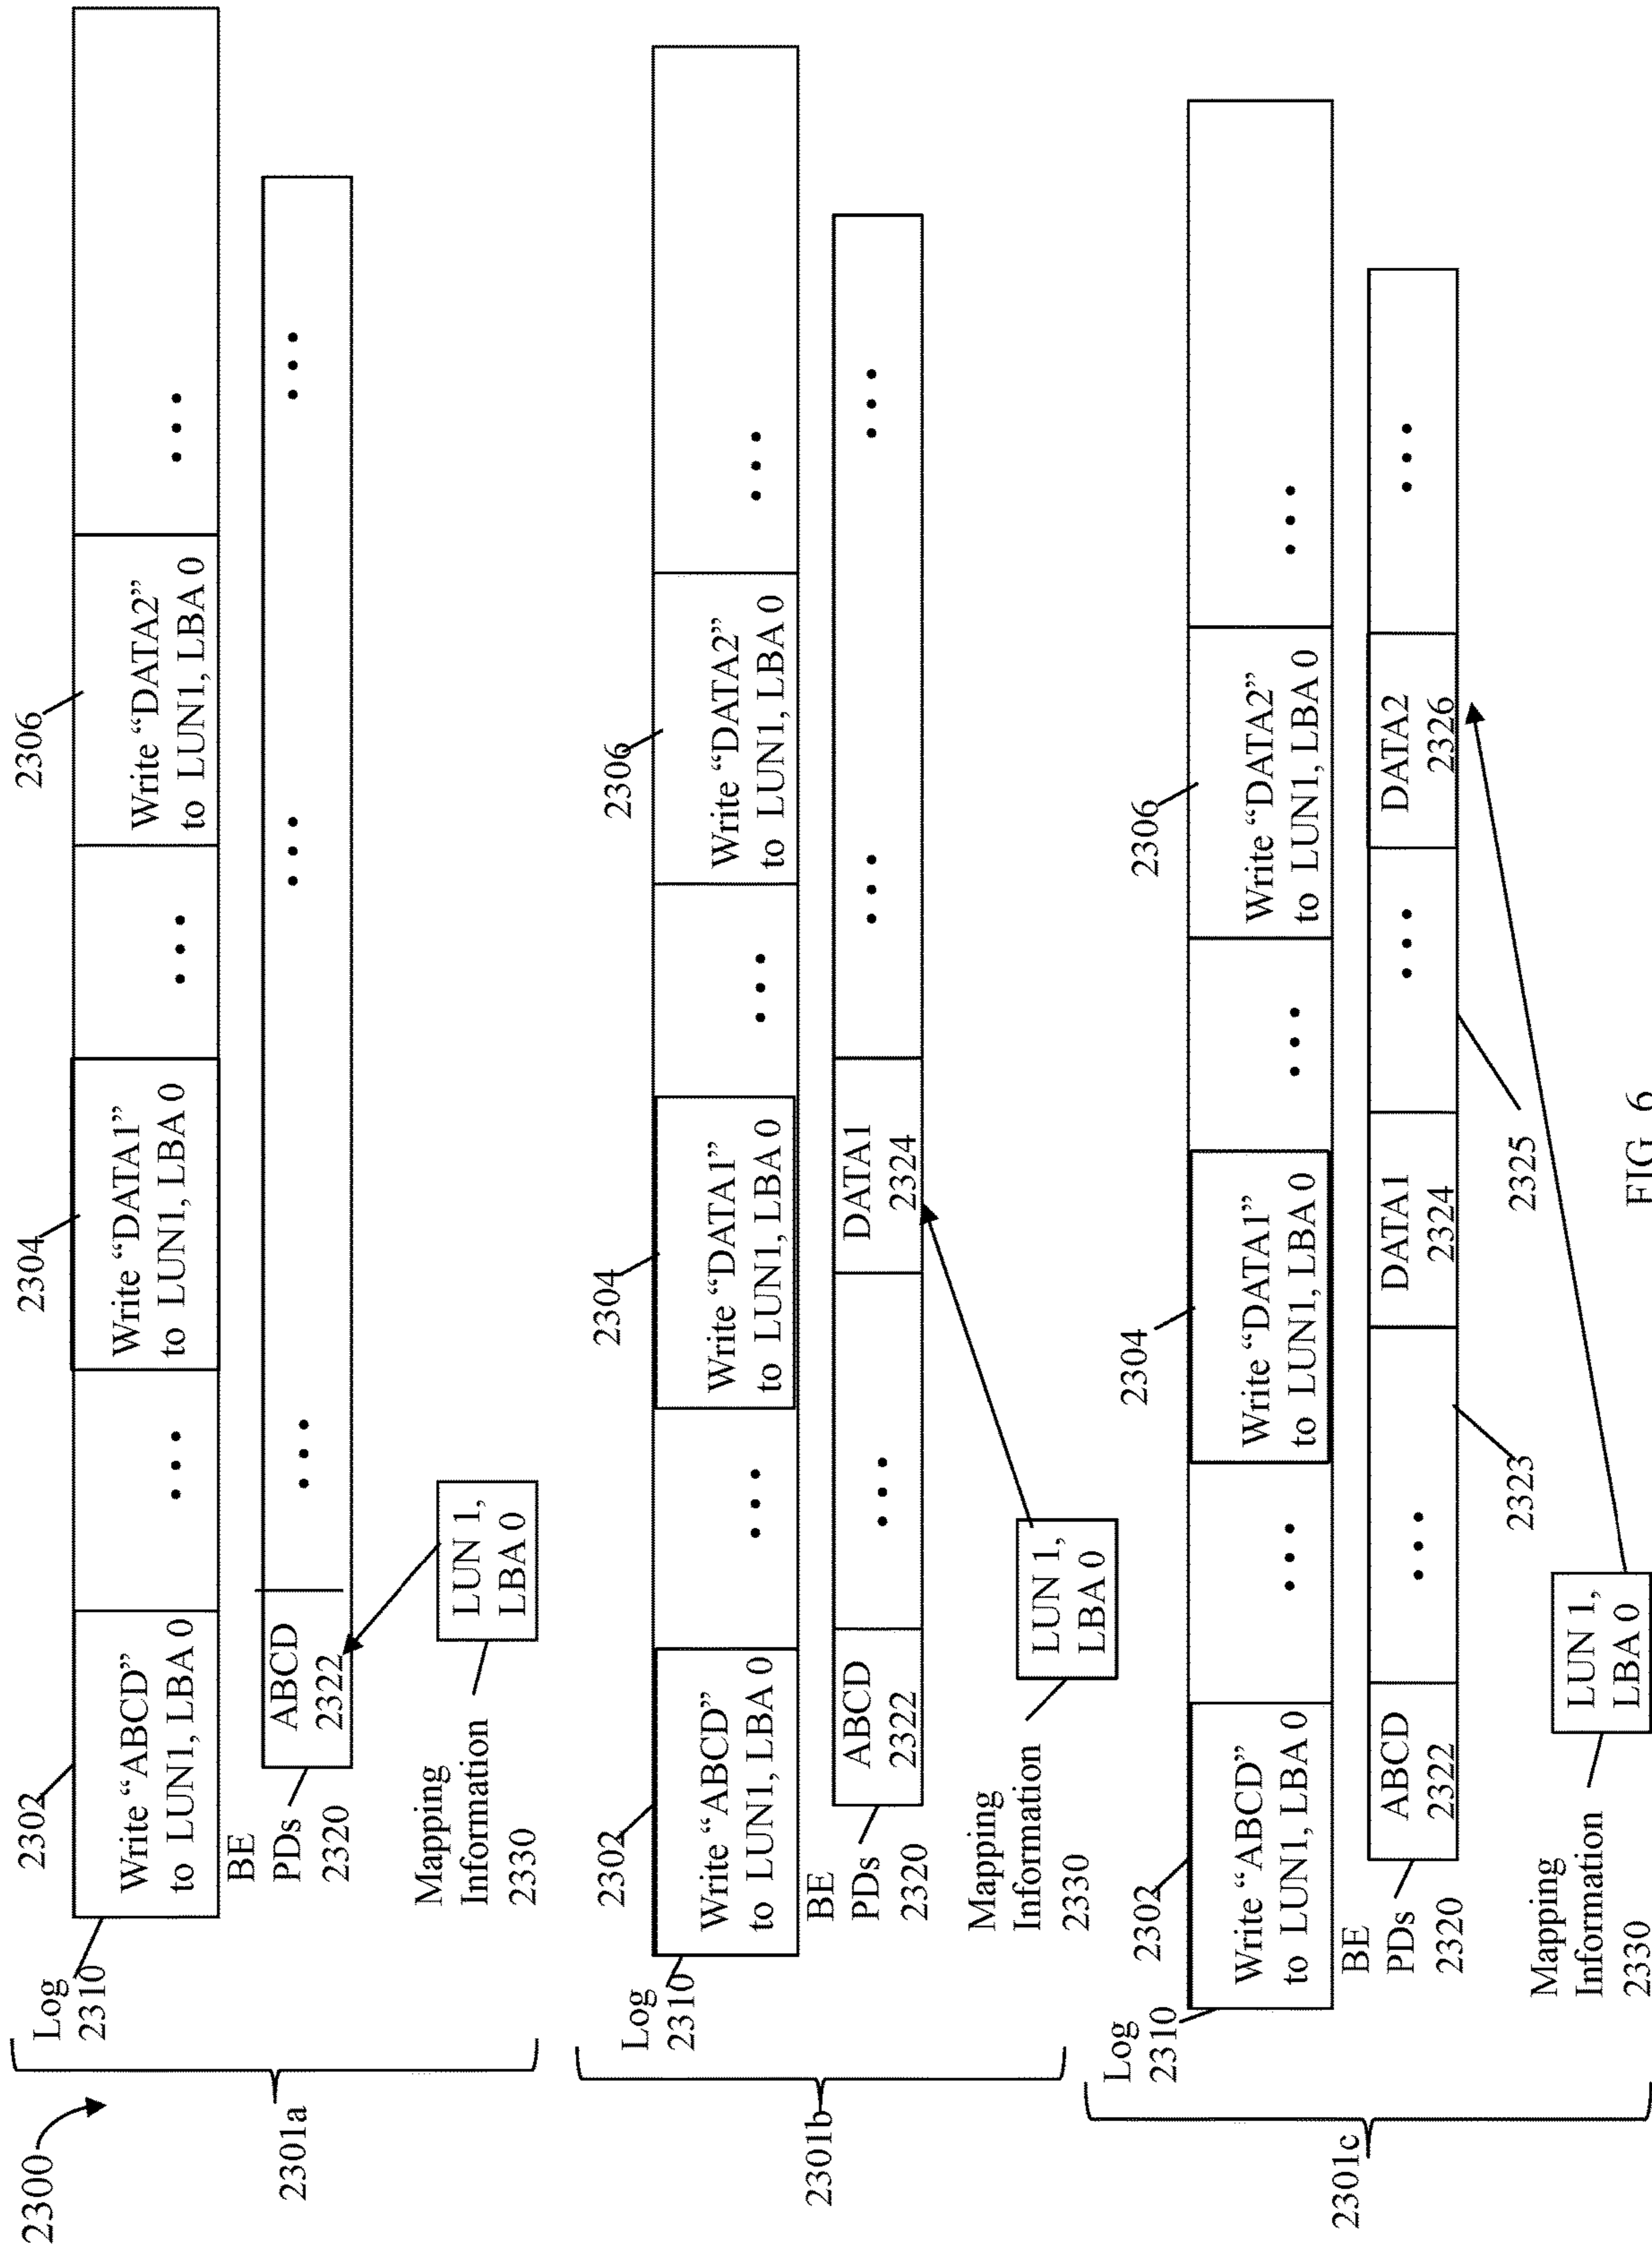 2300
2301a
Log
2310
2302
Write “ABCD”
to LUN1, LBA 0
• • •
2304
Write “DATA1”
to LUN1, LBA 0
• • •
2306
Write “DATA2”
to LUN1, LBA 0
• • •
BE
PDs
2320
ABCD
2322
• • •
• • •
• • •
Mapping
Information
2330
LUN 1,
LBA 0
2301b
Log
2310
2302
Write “ABCD”
to LUN1, LBA 0
• • •
2304
Write “DATA1”
to LUN1, LBA 0
• • •
2306
Write “DATA2”
to LUN1, LBA 0
• • •
BE
PDs
2320
ABCD
2322
• • •
DATA1
2324
• • •
• • •
Mapping
Information
2330
LUN 1,
LBA 0
2301c
Log
2310
2302
Write “ABCD”
to LUN1, LBA 0
• • •
2304
Write “DATA1”
to LUN1, LBA 0
• • •
2306
Write “DATA2”
to LUN1, LBA 0
• • •
BE
PDs
2320
ABCD
2322
• • •
2323
DATA1
2324
• • •
2325
DATA2
2326
• • •
Mapping
Information
2330
LUN 1,
LBA 0
FIG. 6